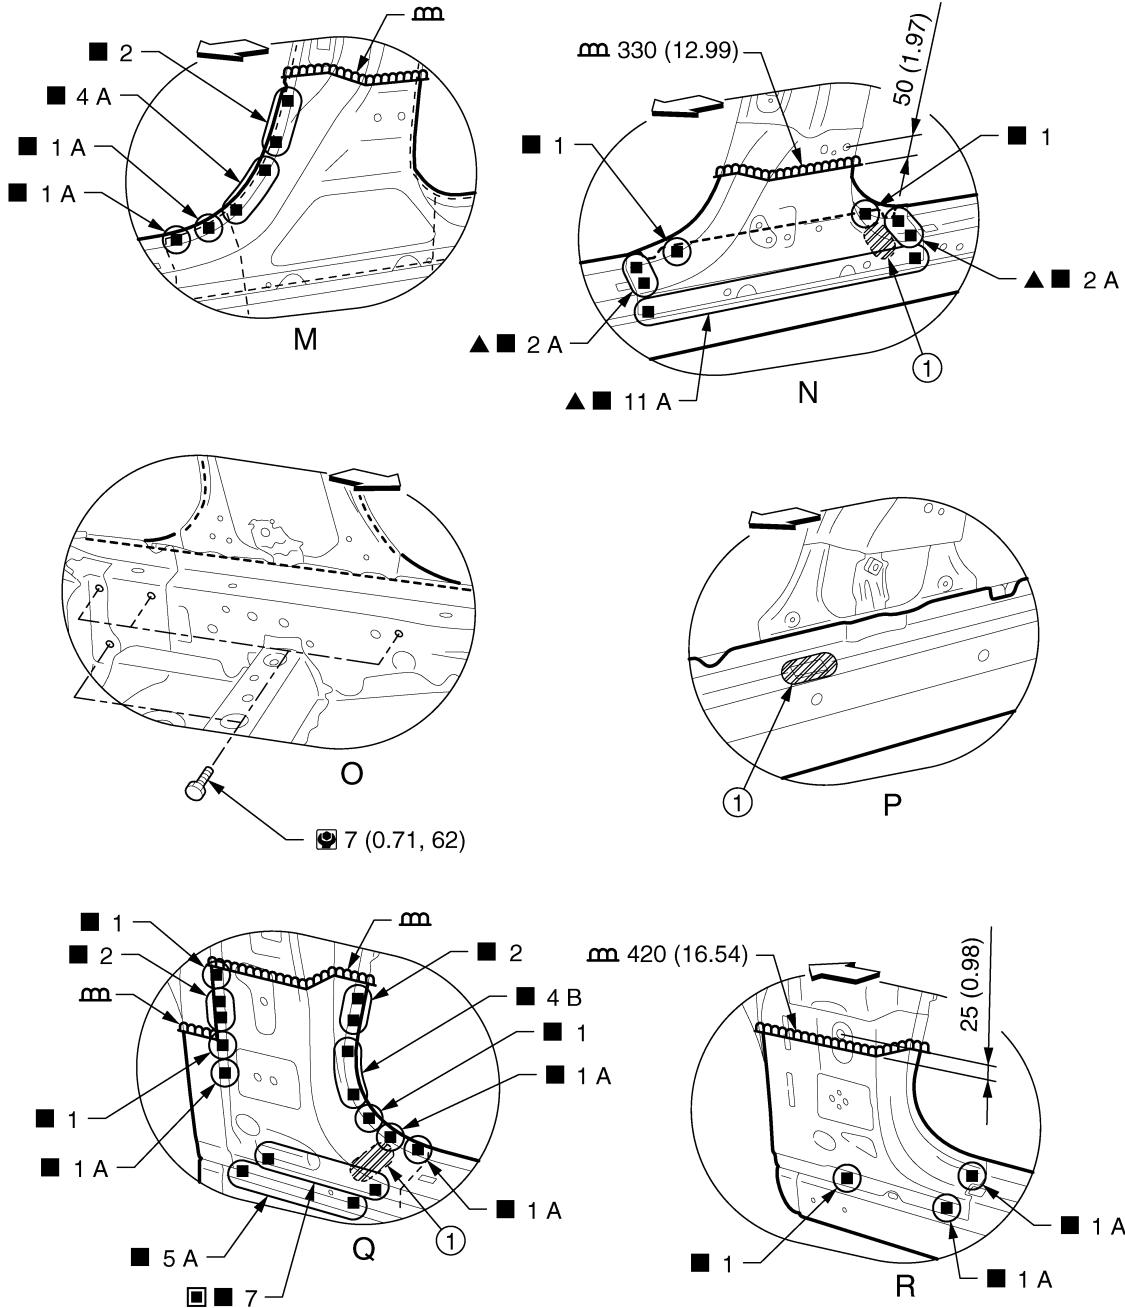 ■ 2
■ 4 A
■ 1 A
■ 1 A
M
330 (12.99)
50 (1.97)
■ 1
■ 1
▲ ■ 2 A
▲ ■ 2 A
1
▲ ■ 11 A
N
O
7 (0.71, 62)
1
P
■ 1
■ 2
■ 2
■ 4 B
■ 1
■ 1 A
■ 1
■ 1 A
■ 1 A
1
■ 5 A
▣ ■ 7
Q
420 (16.54)
25 (0.98)
■ 1 A
■ 1
■ 1 A
R